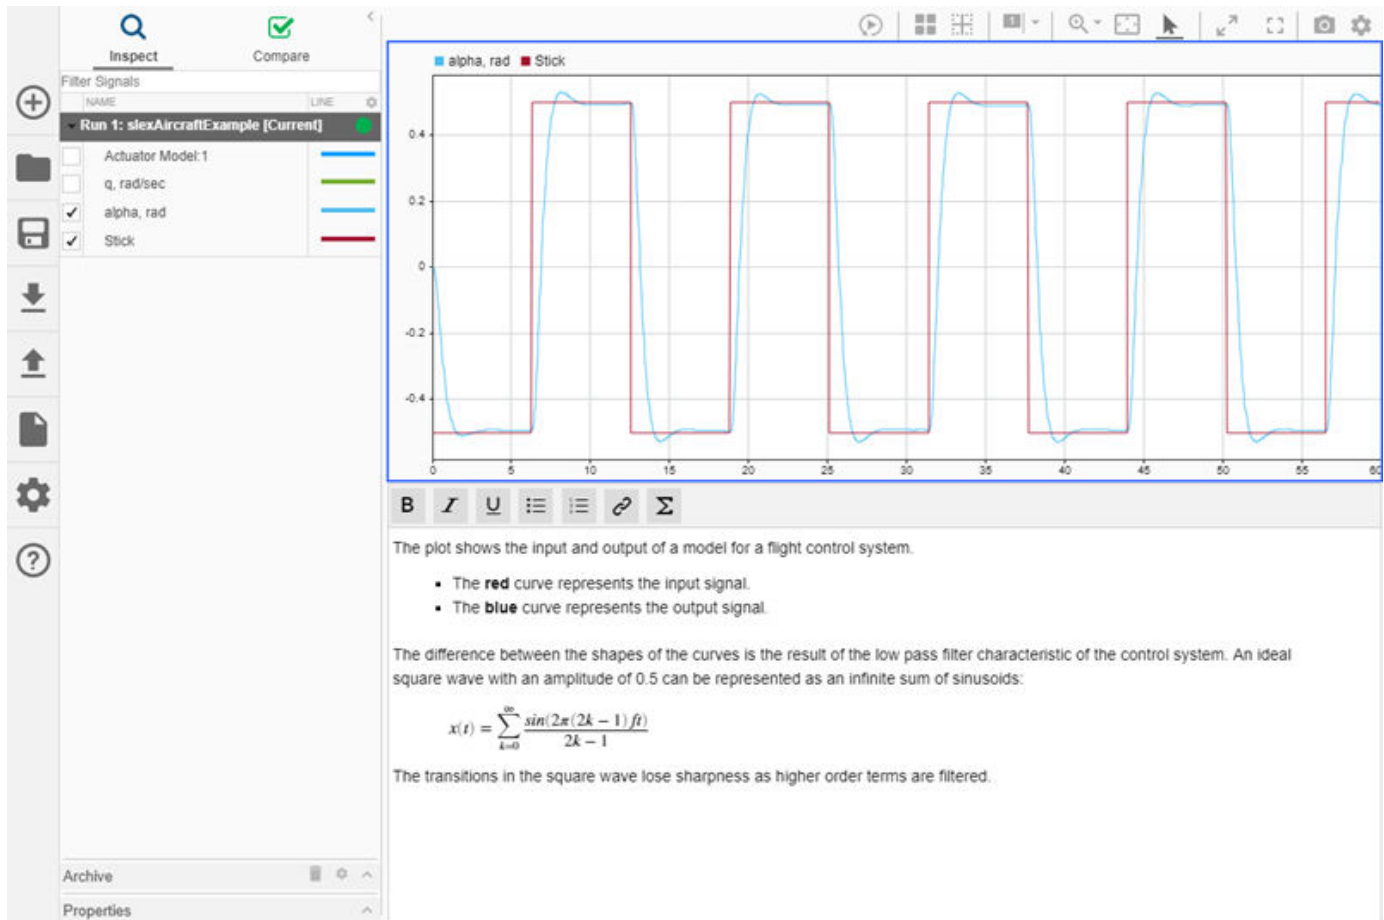 Inspect
Compare
Filter Signals
NAME
LINE
Run 1: slexAircraftExample [Current]
Actuator Model:1
q, rad/sec
alpha, rad
Stick
Archive
Properties
1
alpha, rad
Stick
0.4
0.2
0
-0.2
-0.4
0 5 10 15 20 25 30 35 40 45 50 55 60
B I U Σ
The plot shows the input and output of a model for a flight control system.
▪ The red curve represents the input signal.
▪ The blue curve represents the output signal.
The difference between the shapes of the curves is the result of the low pass filter characteristic of the control system. An ideal
square wave with an amplitude of 0.5 can be represented as an infinite sum of sinusoids:
x(t) = ∑_{k=0}^{∞} sin(2π(2k − 1) ft) / 2k − 1
The transitions in the square wave lose sharpness as higher order terms are filtered.